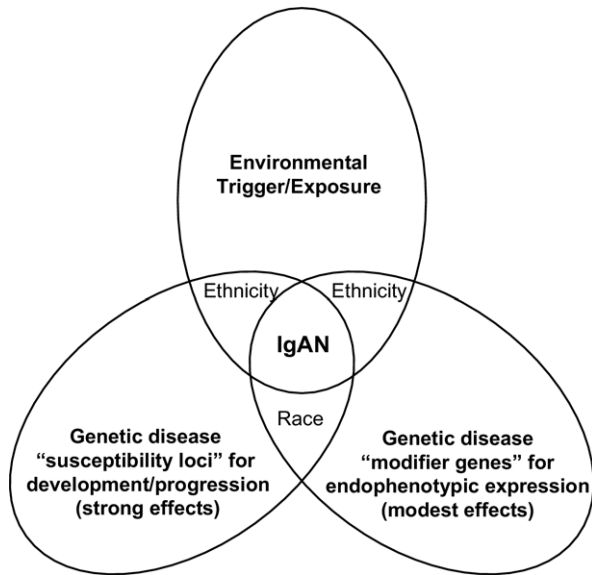 Environmental
Trigger/Exposure
Ethnicity
Ethnicity
IgAN
Race
Genetic disease
“susceptibility loci” for
development/progression
(strong effects)
Genetic disease
“modifier genes” for
endophenotypic expression
(modest effects)